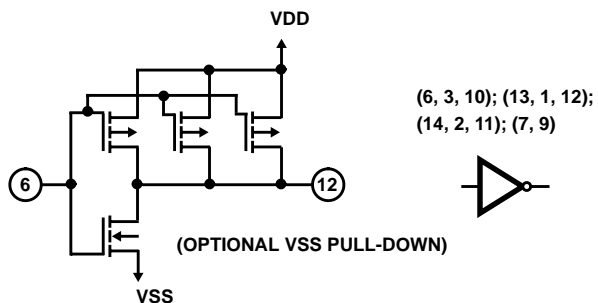 VDD
(6, 3, 10); (13, 1, 12);
(14, 2, 11); (7, 9)
6
12
(OPTIONAL VSS PULL-DOWN)
VSS